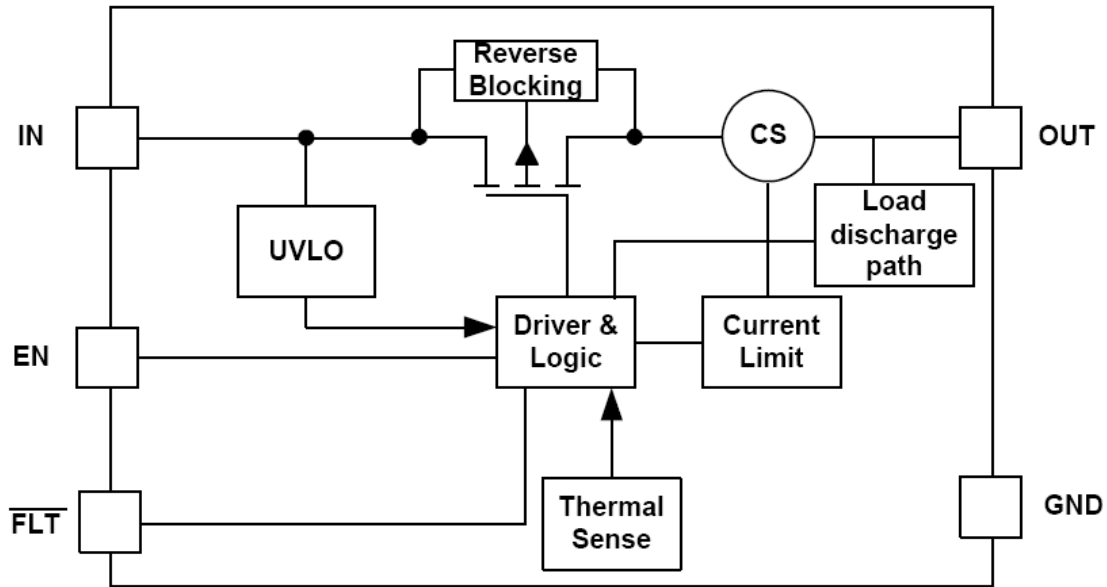 Reverse
Blocking
IN
CS
OUT
UVLO
Load
discharge
path
EN
Driver &
Logic
Current
Limit
FLT
Thermal
Sense
GND